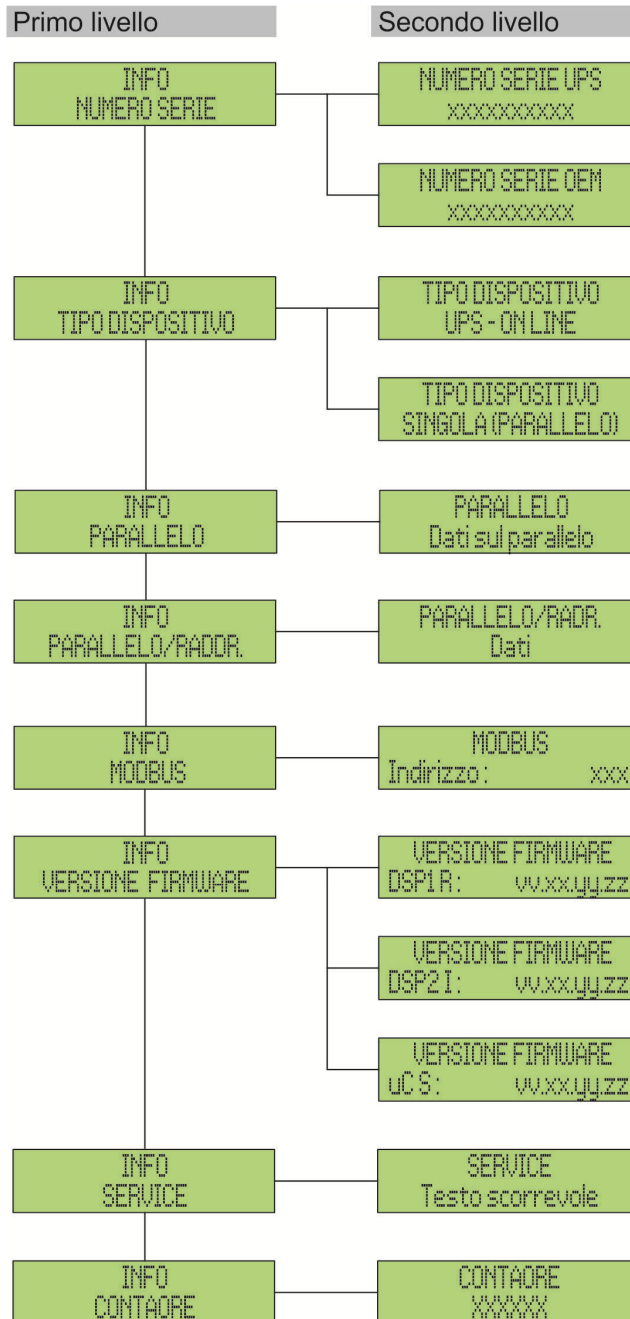 Primo livello
Secondo livello
INFO
NUMERO SERIE
NUMERO SERIE UPS
xxxxxxxxxx
NUMERO SERIE OEM
xxxxxxxxxx
INFO
TIPO DISPOSITIVO
TIPO DISPOSITIVO
UPS - ON LINE
TIPO DISPOSITIVO
SINGOLA (PARALLELO)
INFO
PARALLELO
PARALLELO
Dati sul parallelo
INFO
PARALLELO/RADDR.
PARALLELO/RADR.
Dati
INFO
MODBUS
MODBUS
Indirizzo: xxx
INFO
VERSIONE FIRMWARE
VERSIONE FIRMWARE
DSP1 R: vv.xx.yy.zz
VERSIONE FIRMWARE
DSP2 I: vv.xx.yy.zz
VERSIONE FIRMWARE
uC S: vv.xx.yy.zz
INFO
SERVICE
SERVICE
Testo scorrevole
INFO
CONTAORE
CONTAORE
XXXXXX